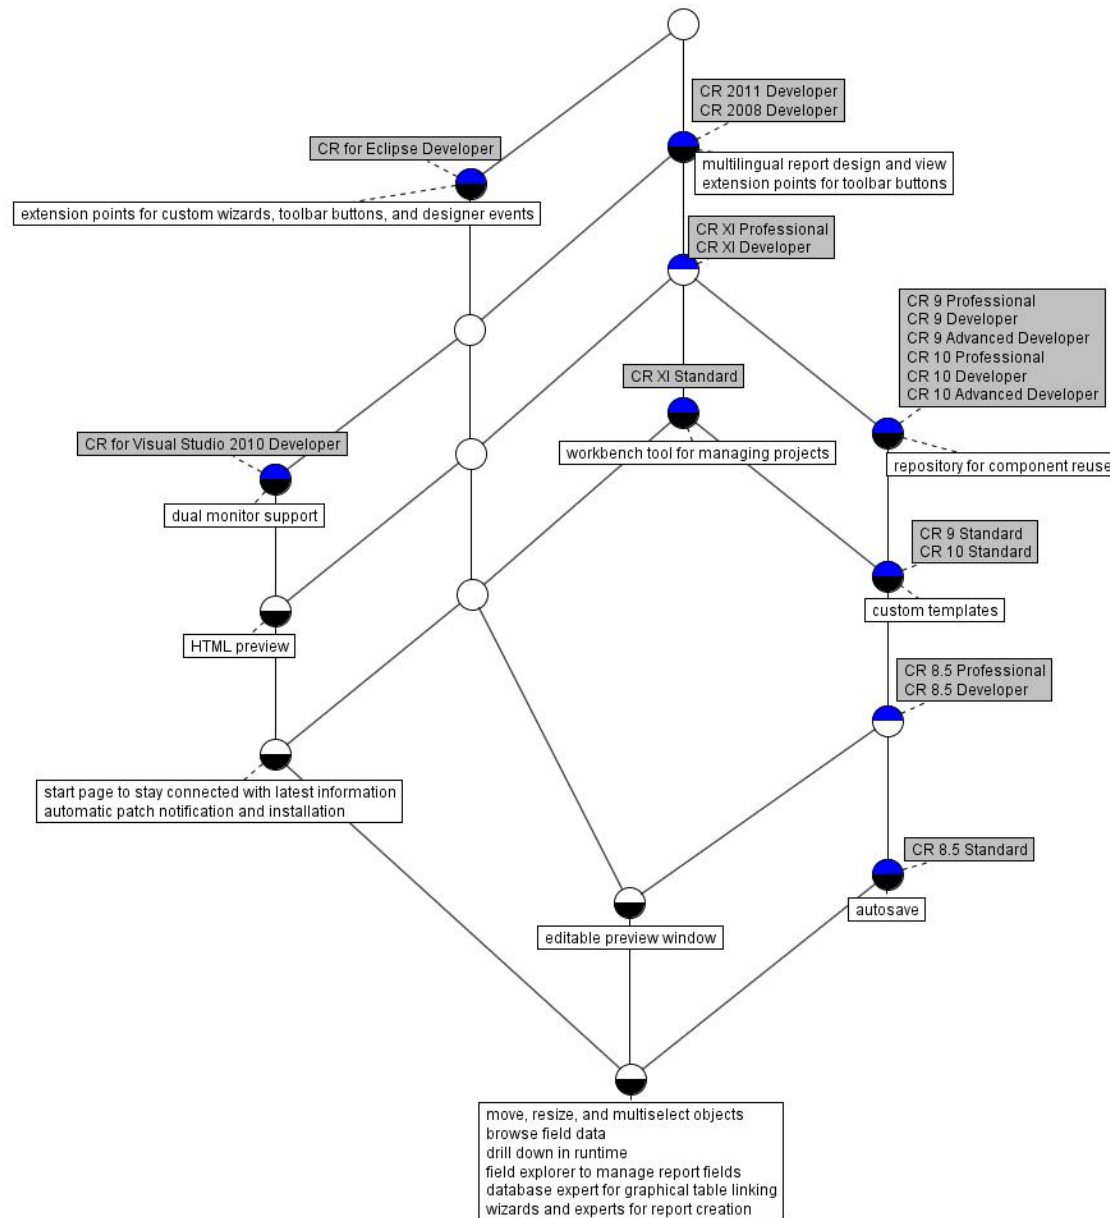 CR 2011 Developer
CR 2008 Developer
CR for Eclipse Developer
multilingual report design and view
extension points for toolbar buttons
extension points for custom wizards, toolbar buttons, and designer events
CR XI Professional
CR XI Developer
CR 9 Professional
CR 9 Developer
CR 9 Advanced Developer
CR 10 Professional
CR 10 Developer
CR 10 Advanced Developer
CR XI Standard
CR for Visual Studio 2010 Developer
workbench tool for managing projects
repository for component reuse
dual monitor support
CR 9 Standard
CR 10 Standard
custom templates
HTML preview
CR 8.5 Professional
CR 8.5 Developer
start page to stay connected with latest information
automatic patch notification and installation
CR 8.5 Standard
autosave
editable preview window
move, resize, and multiselect objects
browse field data
drill down in runtime
field explorer to manage report fields
database expert for graphical table linking
wizards and experts for report creation